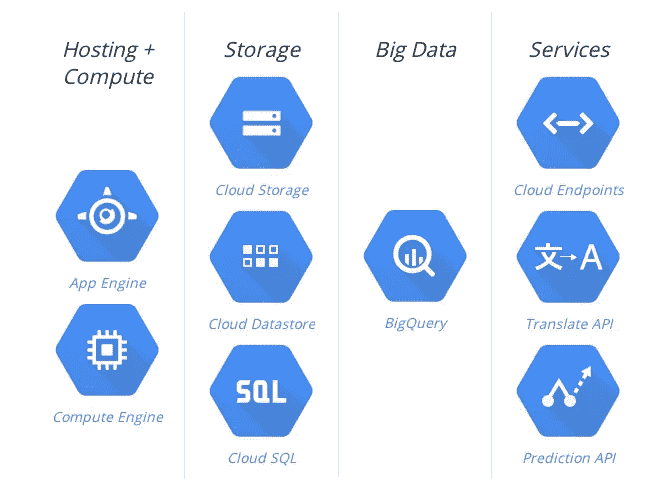 Hosting +
Compute
App Engine
Compute Engine
Storage
Cloud Storage
Cloud Datastore
SQL
Cloud SQL
Big Data
BigQuery
Services
Cloud Endpoints
文→A
Translate API
Prediction API